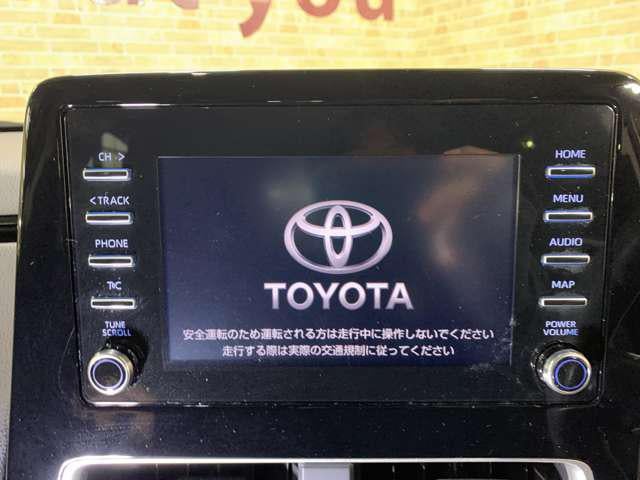 at you
CH >
< TRACK
PHONE
T&C
TUNE
SCROLL
TOYOTA
安全運転のため運転される方は走行中に操作しないでください
走行する際は実際の交通規制に従ってください
HOME
MENU
AUDIO
MAP
POWER
VOLUME